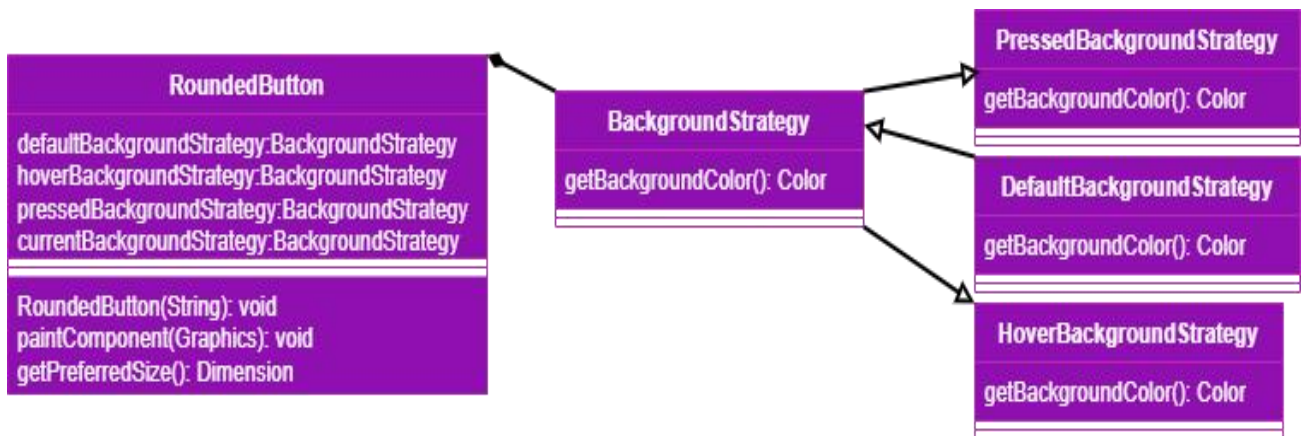 RoundedButton
defaultBackgroundStrategy:BackgroundStrategy
hoverBackgroundStrategy:BackgroundStrategy
pressedBackgroundStrategy:BackgroundStrategy
currentBackgroundStrategy:BackgroundStrategy
RoundedButton(String): void
paintComponent(Graphics): void
getPreferredSize(): Dimension
BackgroundStrategy
getBackgroundColor(): Color
PressedBackgroundStrategy
getBackgroundColor(): Color
DefaultBackgroundStrategy
getBackgroundColor(): Color
HoverBackgroundStrategy
getBackgroundColor(): Color